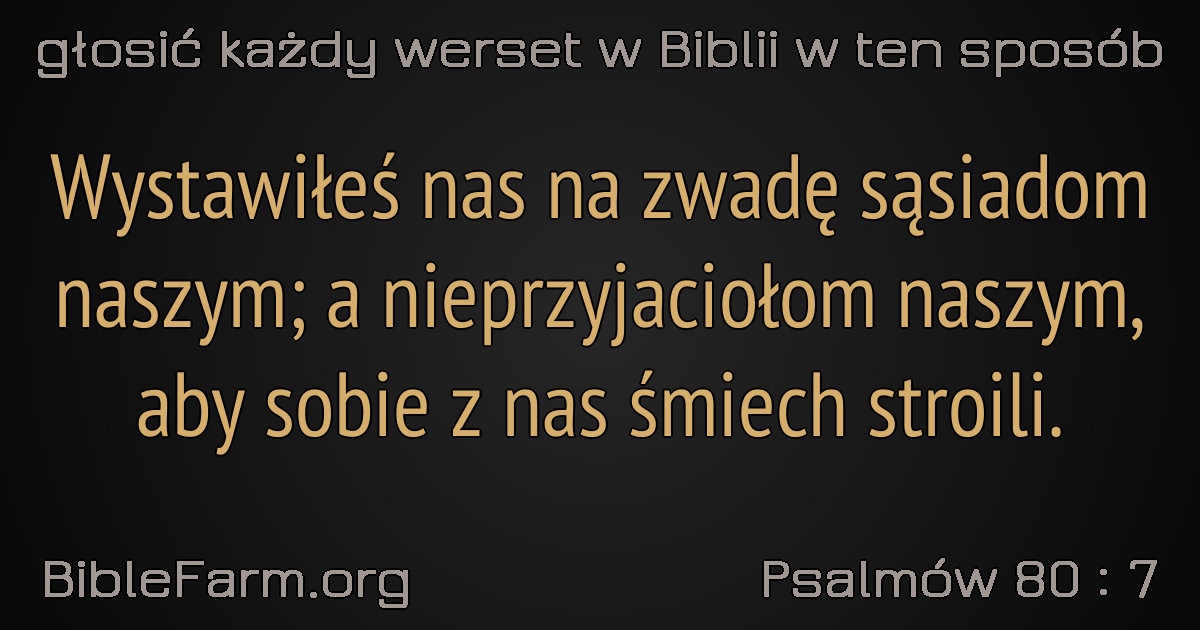 głosić każdy werset w Biblii w ten sposób
Wystawiłeś nas na zwadę sąsiadom
naszym; a nieprzyjaciołom naszym,
aby sobie z nas śmiech stroili.
BibleFarm.org
Psalmów 80 : 7